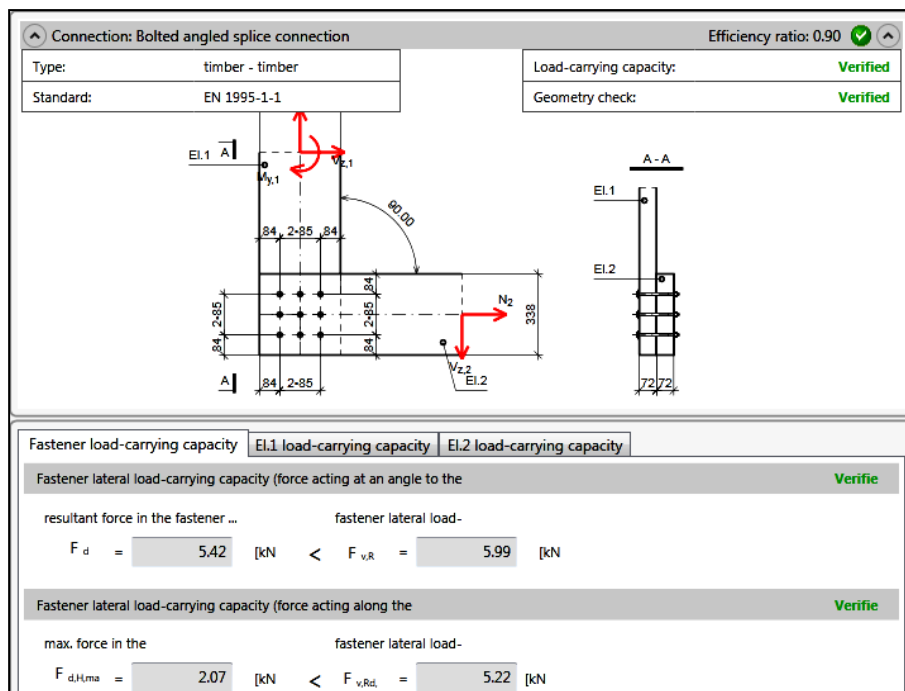 Connection: Bolted angled splice connection Efficiency ratio: 0.90
Type: timber - timber Load-carrying capacity: Verified
Standard: EN 1995-1-1 Geometry check: Verified
El.1 A Vz,1 A - A
My,1
El.1
90.00
84 2*85 84
El.2
84
N2
2*85 2*85 338
84 84
Vz,2
A 84 2*85 El.2 72 72
Fastener load-carrying capacity El.1 load-carrying capacity El.2 load-carrying capacity
Fastener lateral load-carrying capacity (force acting at an angle to the Verifie
resultant force in the fastener ... fastener lateral load-
F d = 5.42 [kN < F v,R = 5.99 [kN
Fastener lateral load-carrying capacity (force acting along the Verifie
max. force in the fastener lateral load-
F d,H,ma = 2.07 [kN < F v,Rd, = 5.22 [kN